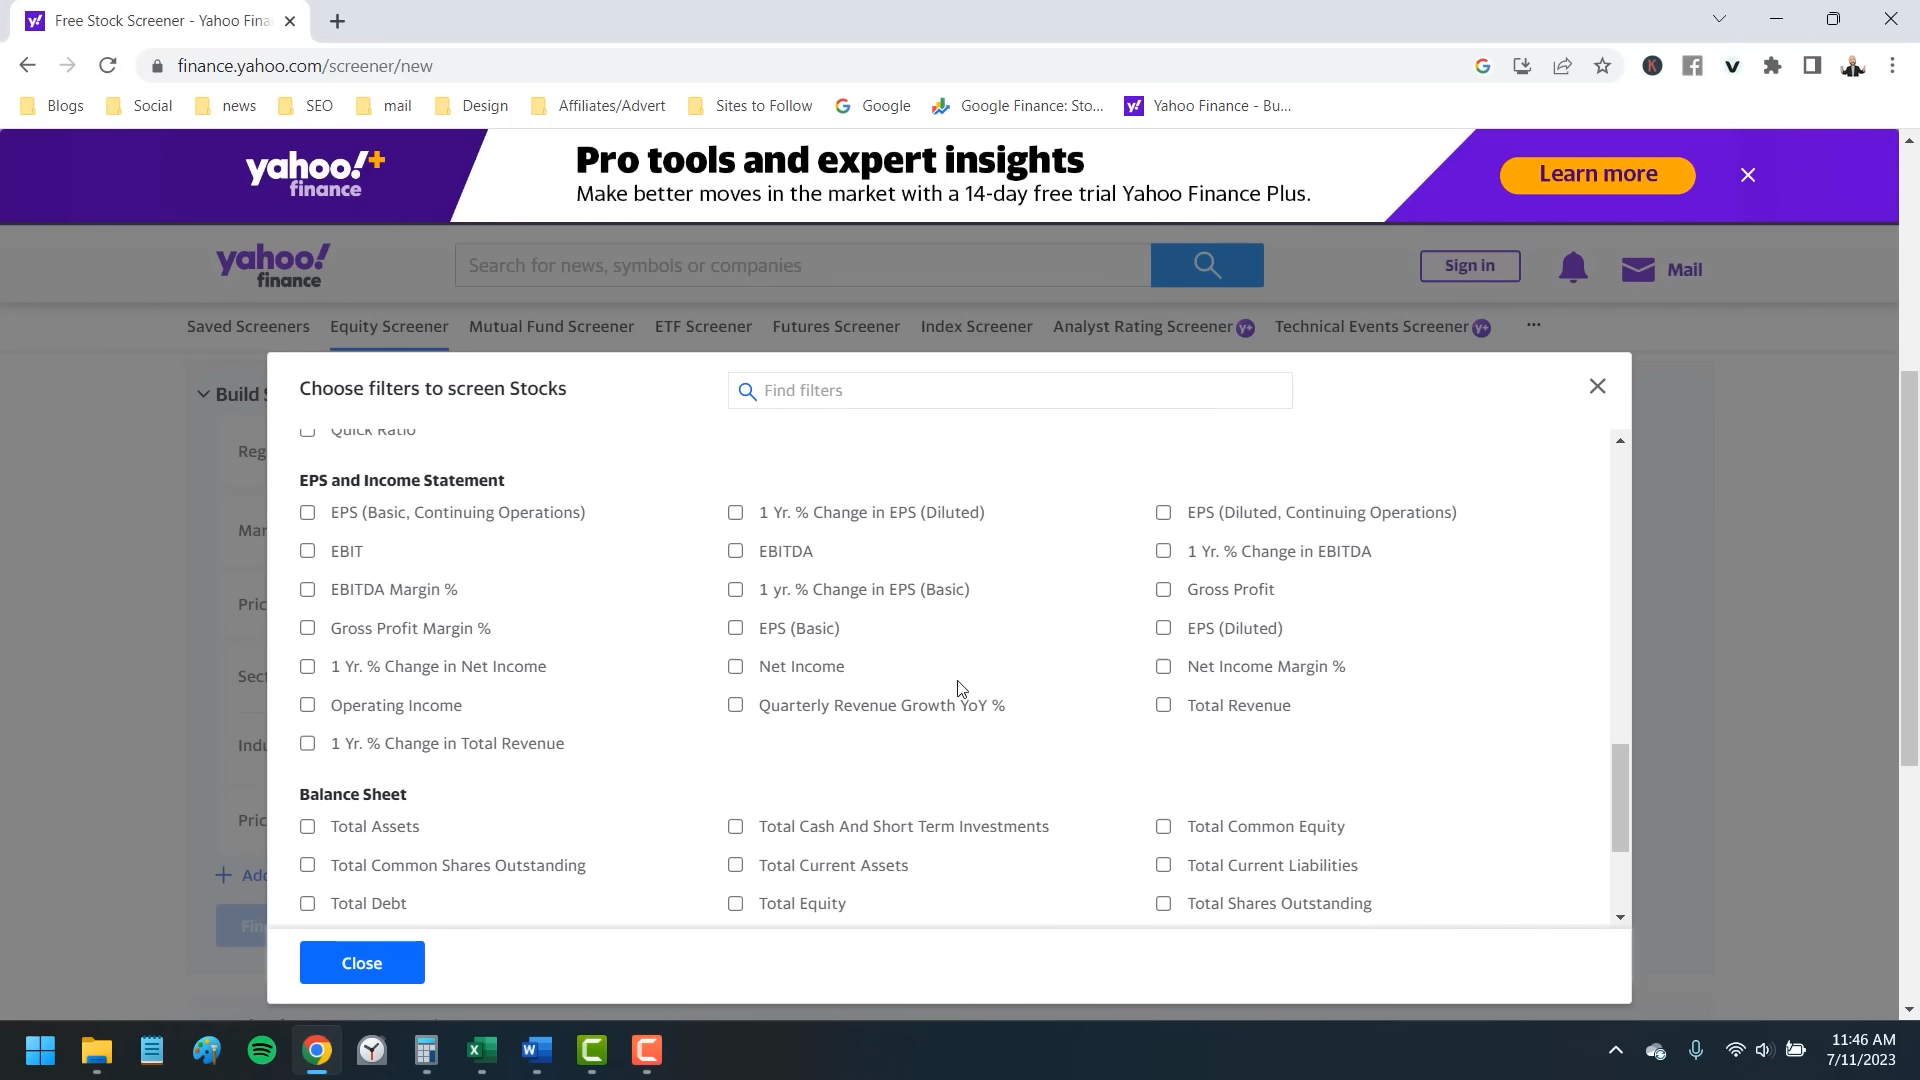 Free Stock Screener - Yahoo Fina
finance.yahoo.com/screener/new
Blogs Social news SEO mail Design Affiliates/Advert Sites to Follow Google Google Finance: Sto... Yahoo Finance - Bu...
yahoo!+ finance
Pro tools and expert insights
Make better moves in the market with a 14-day free trial Yahoo Finance Plus.
Learn more
yahoo! finance
Search for news, symbols or companies
Sign in
Mail
Saved Screeners Equity Screener Mutual Fund Screener ETF Screener Futures Screener Index Screener Analyst Rating Screener Y+ Technical Events Screener Y+ ...
Build S
Reg
Mar
Pric
Sect
Indu
Pric
+ Add
Fin
Choose filters to screen Stocks
Find filters
Quick Ratio
EPS and Income Statement
EPS (Basic, Continuing Operations) 1 Yr. % Change in EPS (Diluted) EPS (Diluted, Continuing Operations)
EBIT EBITDA 1 Yr. % Change in EBITDA
EBITDA Margin % 1 yr. % Change in EPS (Basic) Gross Profit
Gross Profit Margin % EPS (Basic) EPS (Diluted)
1 Yr. % Change in Net Income Net Income Net Income Margin %
Operating Income Quarterly Revenue Growth YoY % Total Revenue
1 Yr. % Change in Total Revenue
Balance Sheet
Total Assets Total Cash And Short Term Investments Total Common Equity
Total Common Shares Outstanding Total Current Assets Total Current Liabilities
Total Debt Total Equity Total Shares Outstanding
Close
11:46 AM
7/11/2023